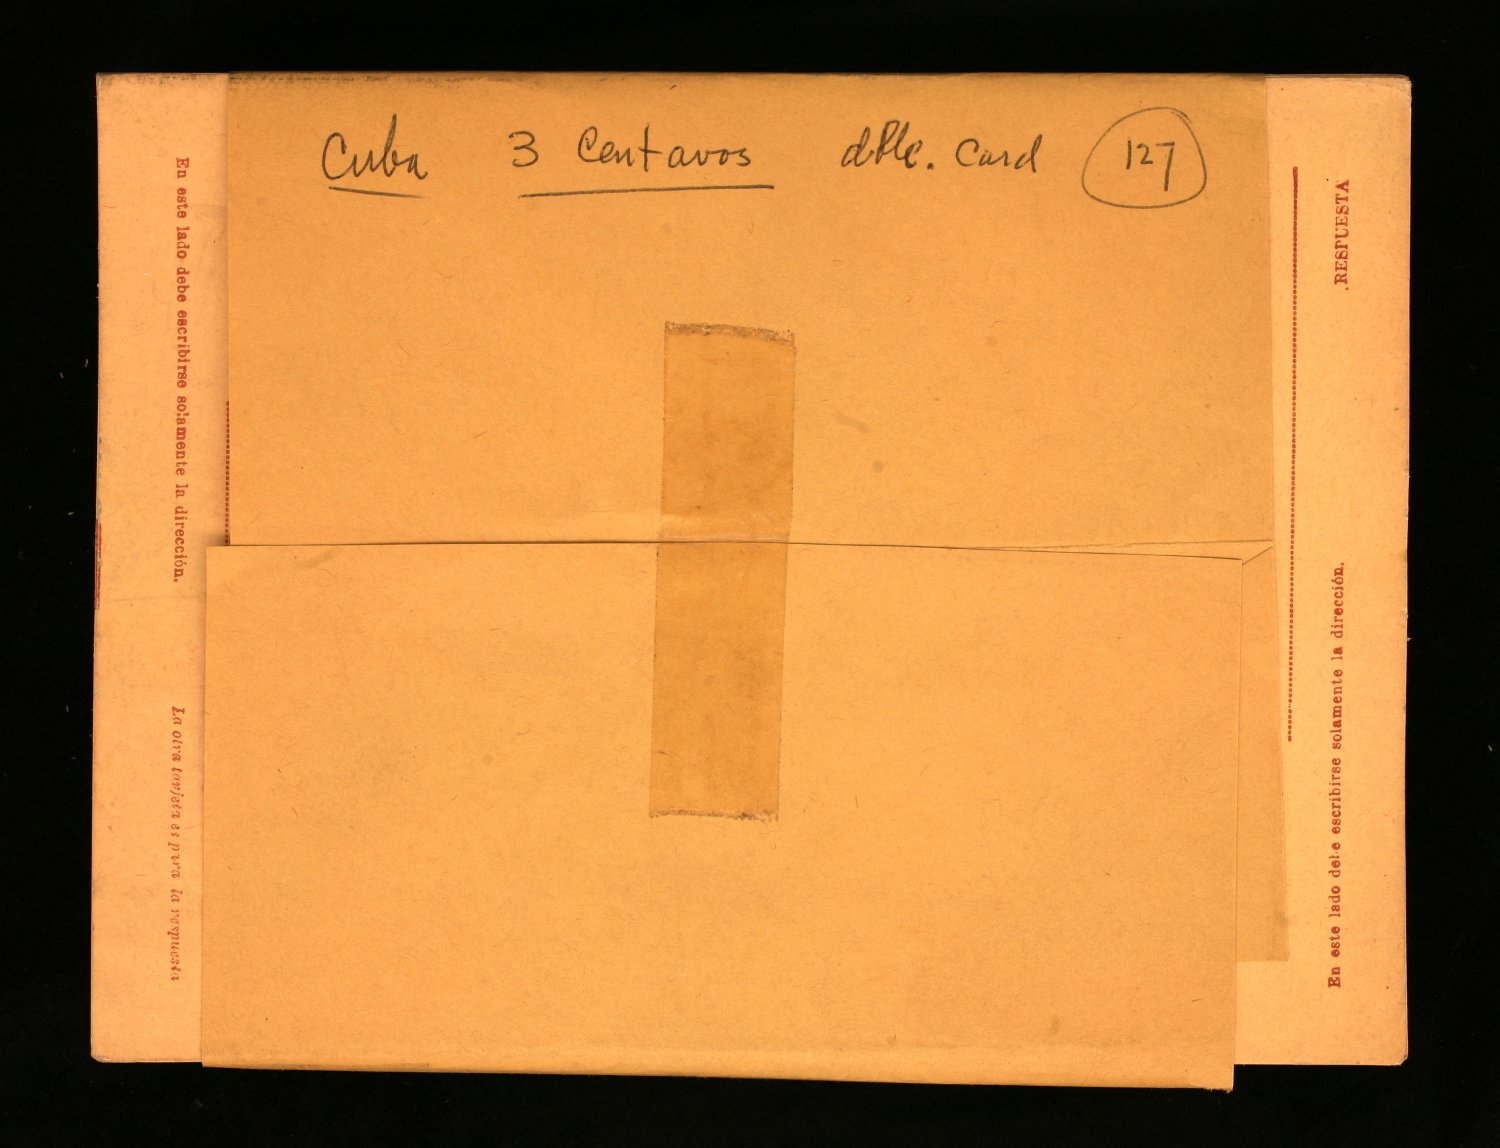 Cuba 3 Centavos dble. Card 127
En este lado debe escribirse solamente la dirección.
La otra tarjeta es para la respuesta
RESPUESTA
En este lado debe escribirse solamente la dirección.